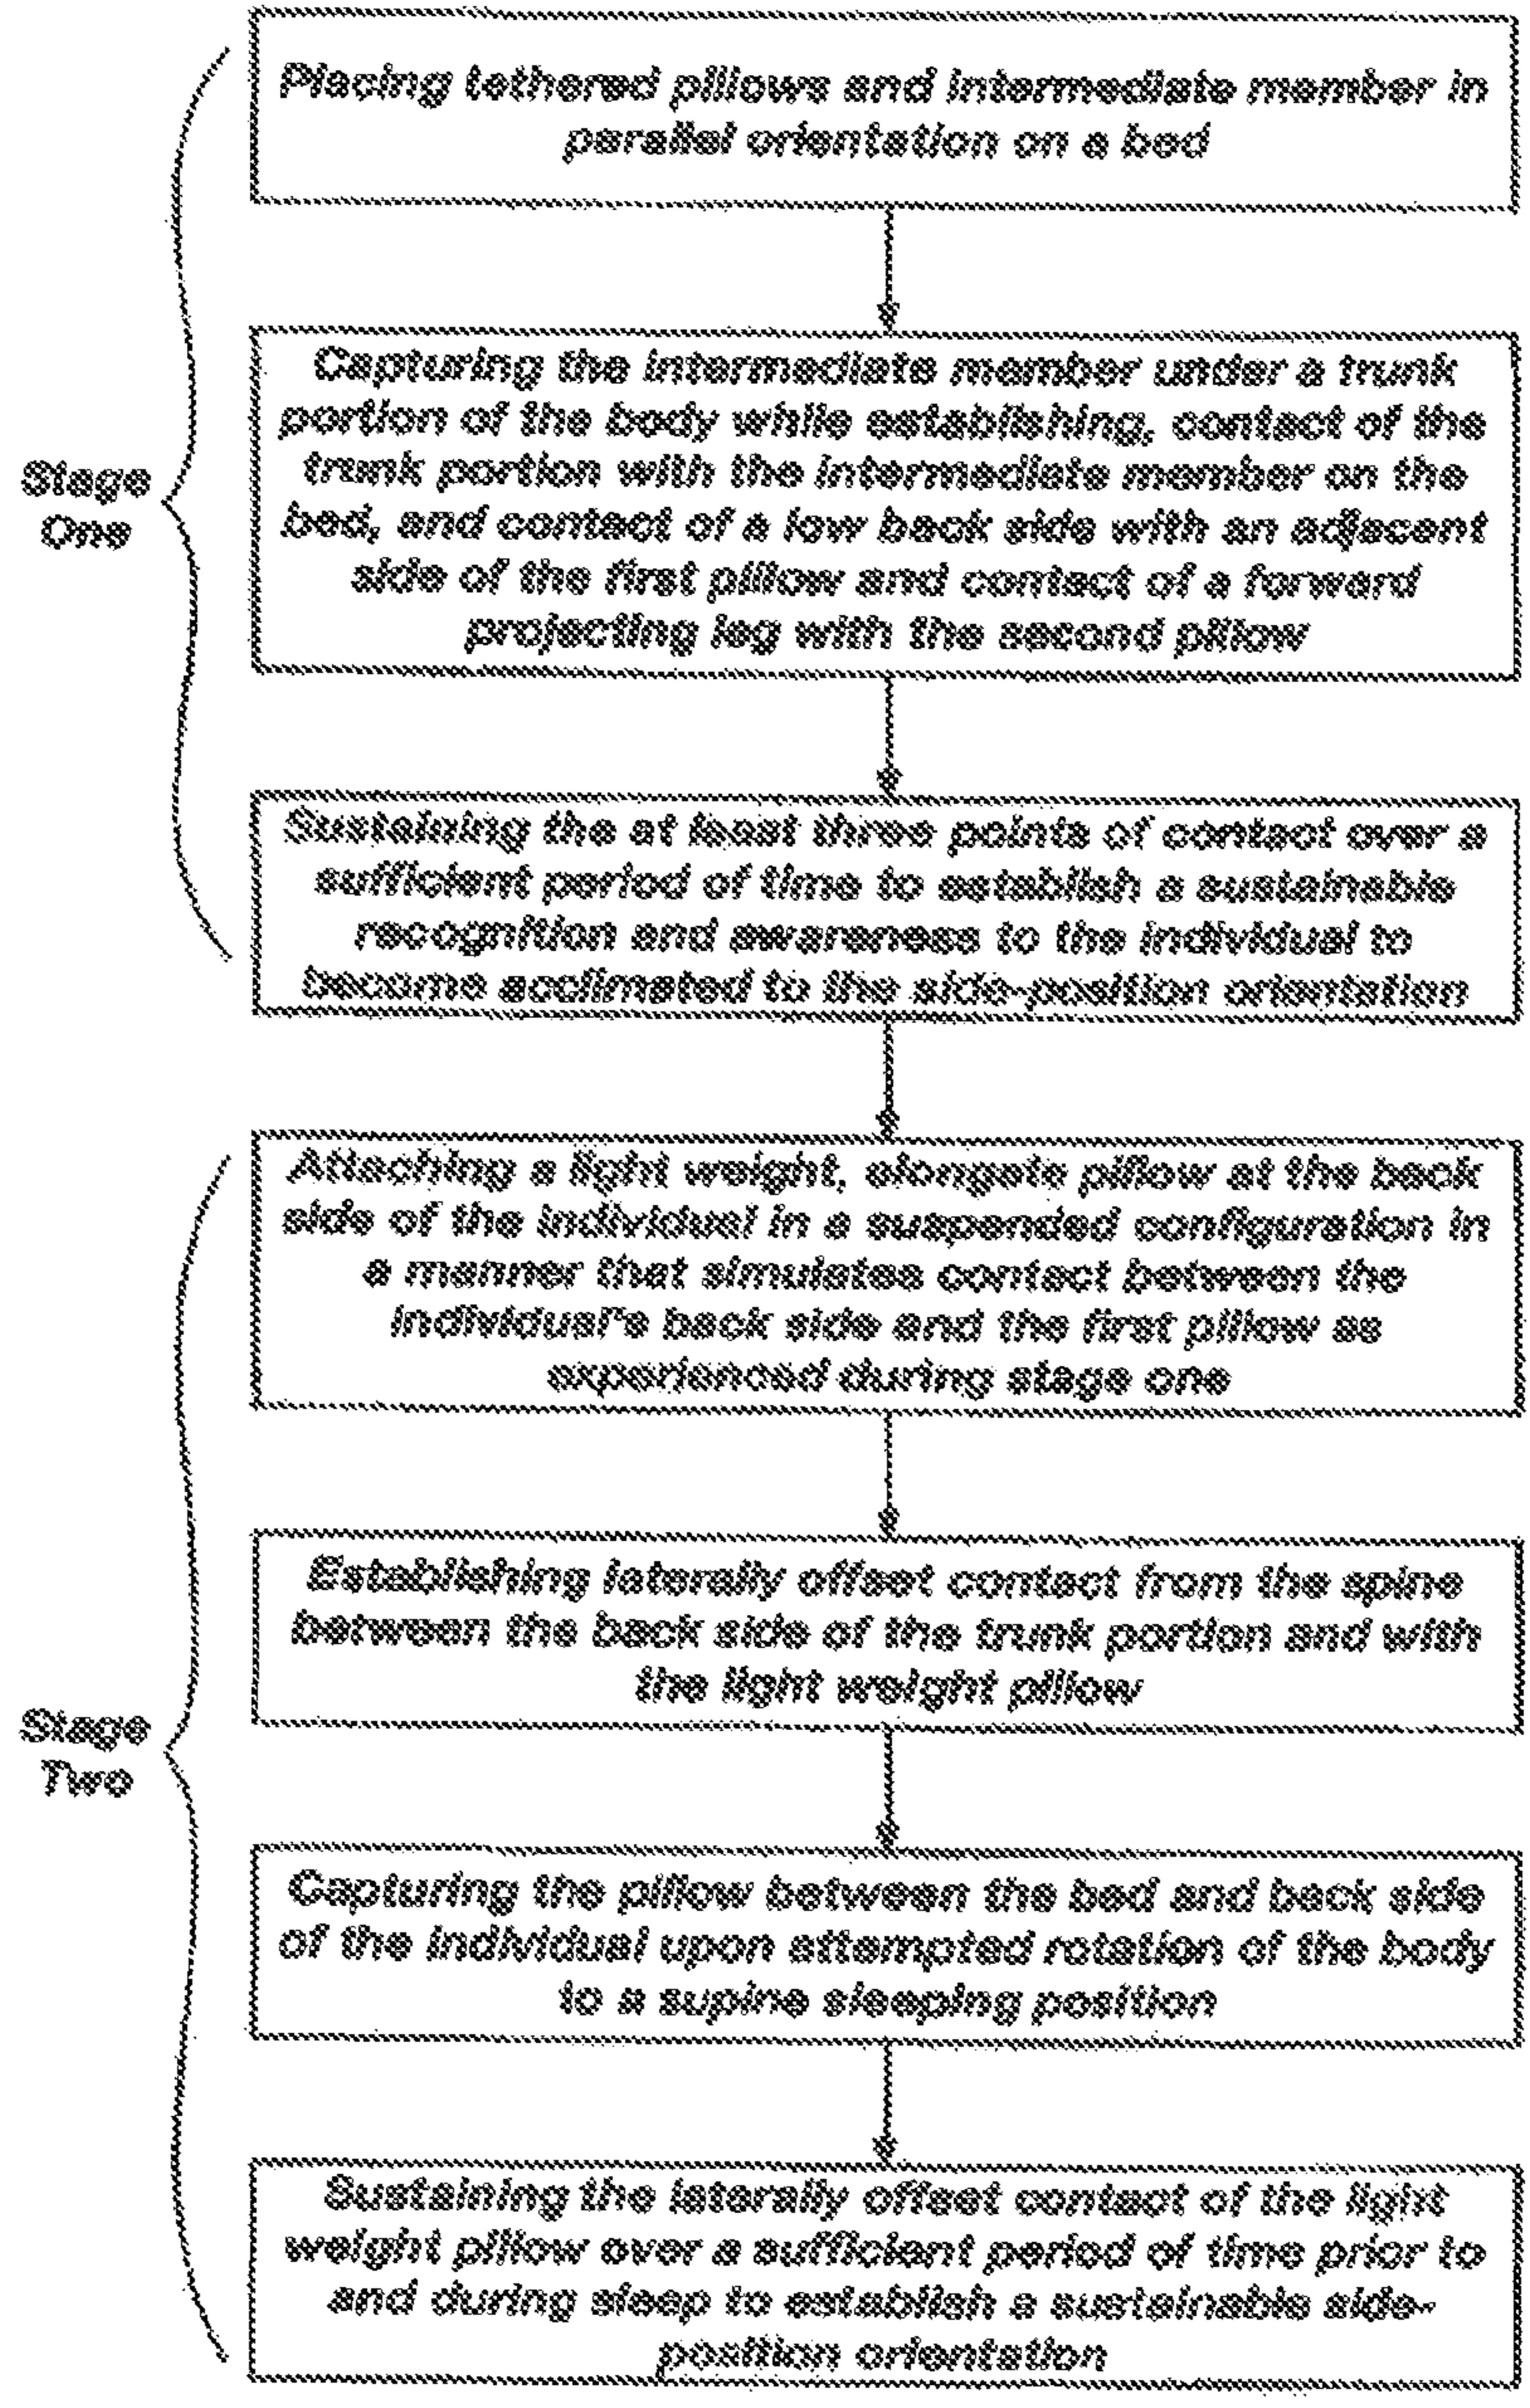 Placing tethered pillows and intermediate member in
parallel orientation on a bed
Capturing the intermediate member under a trunk
portion of the body while establishing, contact of the
trunk portion with the intermediate member on the
bed, and contact of a low back side with an adjacent
side of the first pillow and contact of a forward
projecting leg with the second pillow
Stage
One
Sustaining the at least three points of contact over a
sufficient period of time to establish a sustainable
recognition and awareness to the individual to
become acclimated to the side-position orientation
Attaching a light weight, elongate pillow at the back
side of the individual in a suspended configuration in
a manner that simulates contact between the
individual's back side and the first pillow as
experienced during stage one
Establishing laterally offset contact from the spine
between the back side of the trunk portion and with
the light weight pillow
Stage
Two
Capturing the pillow between the bed and back side
of the individual upon attempted rotation of the body
to a supine sleeping position
Sustaining the laterally offset contact of the light
weight pillow over a sufficient period of time prior to
and during sleep to establish a sustainable side-
position orientation